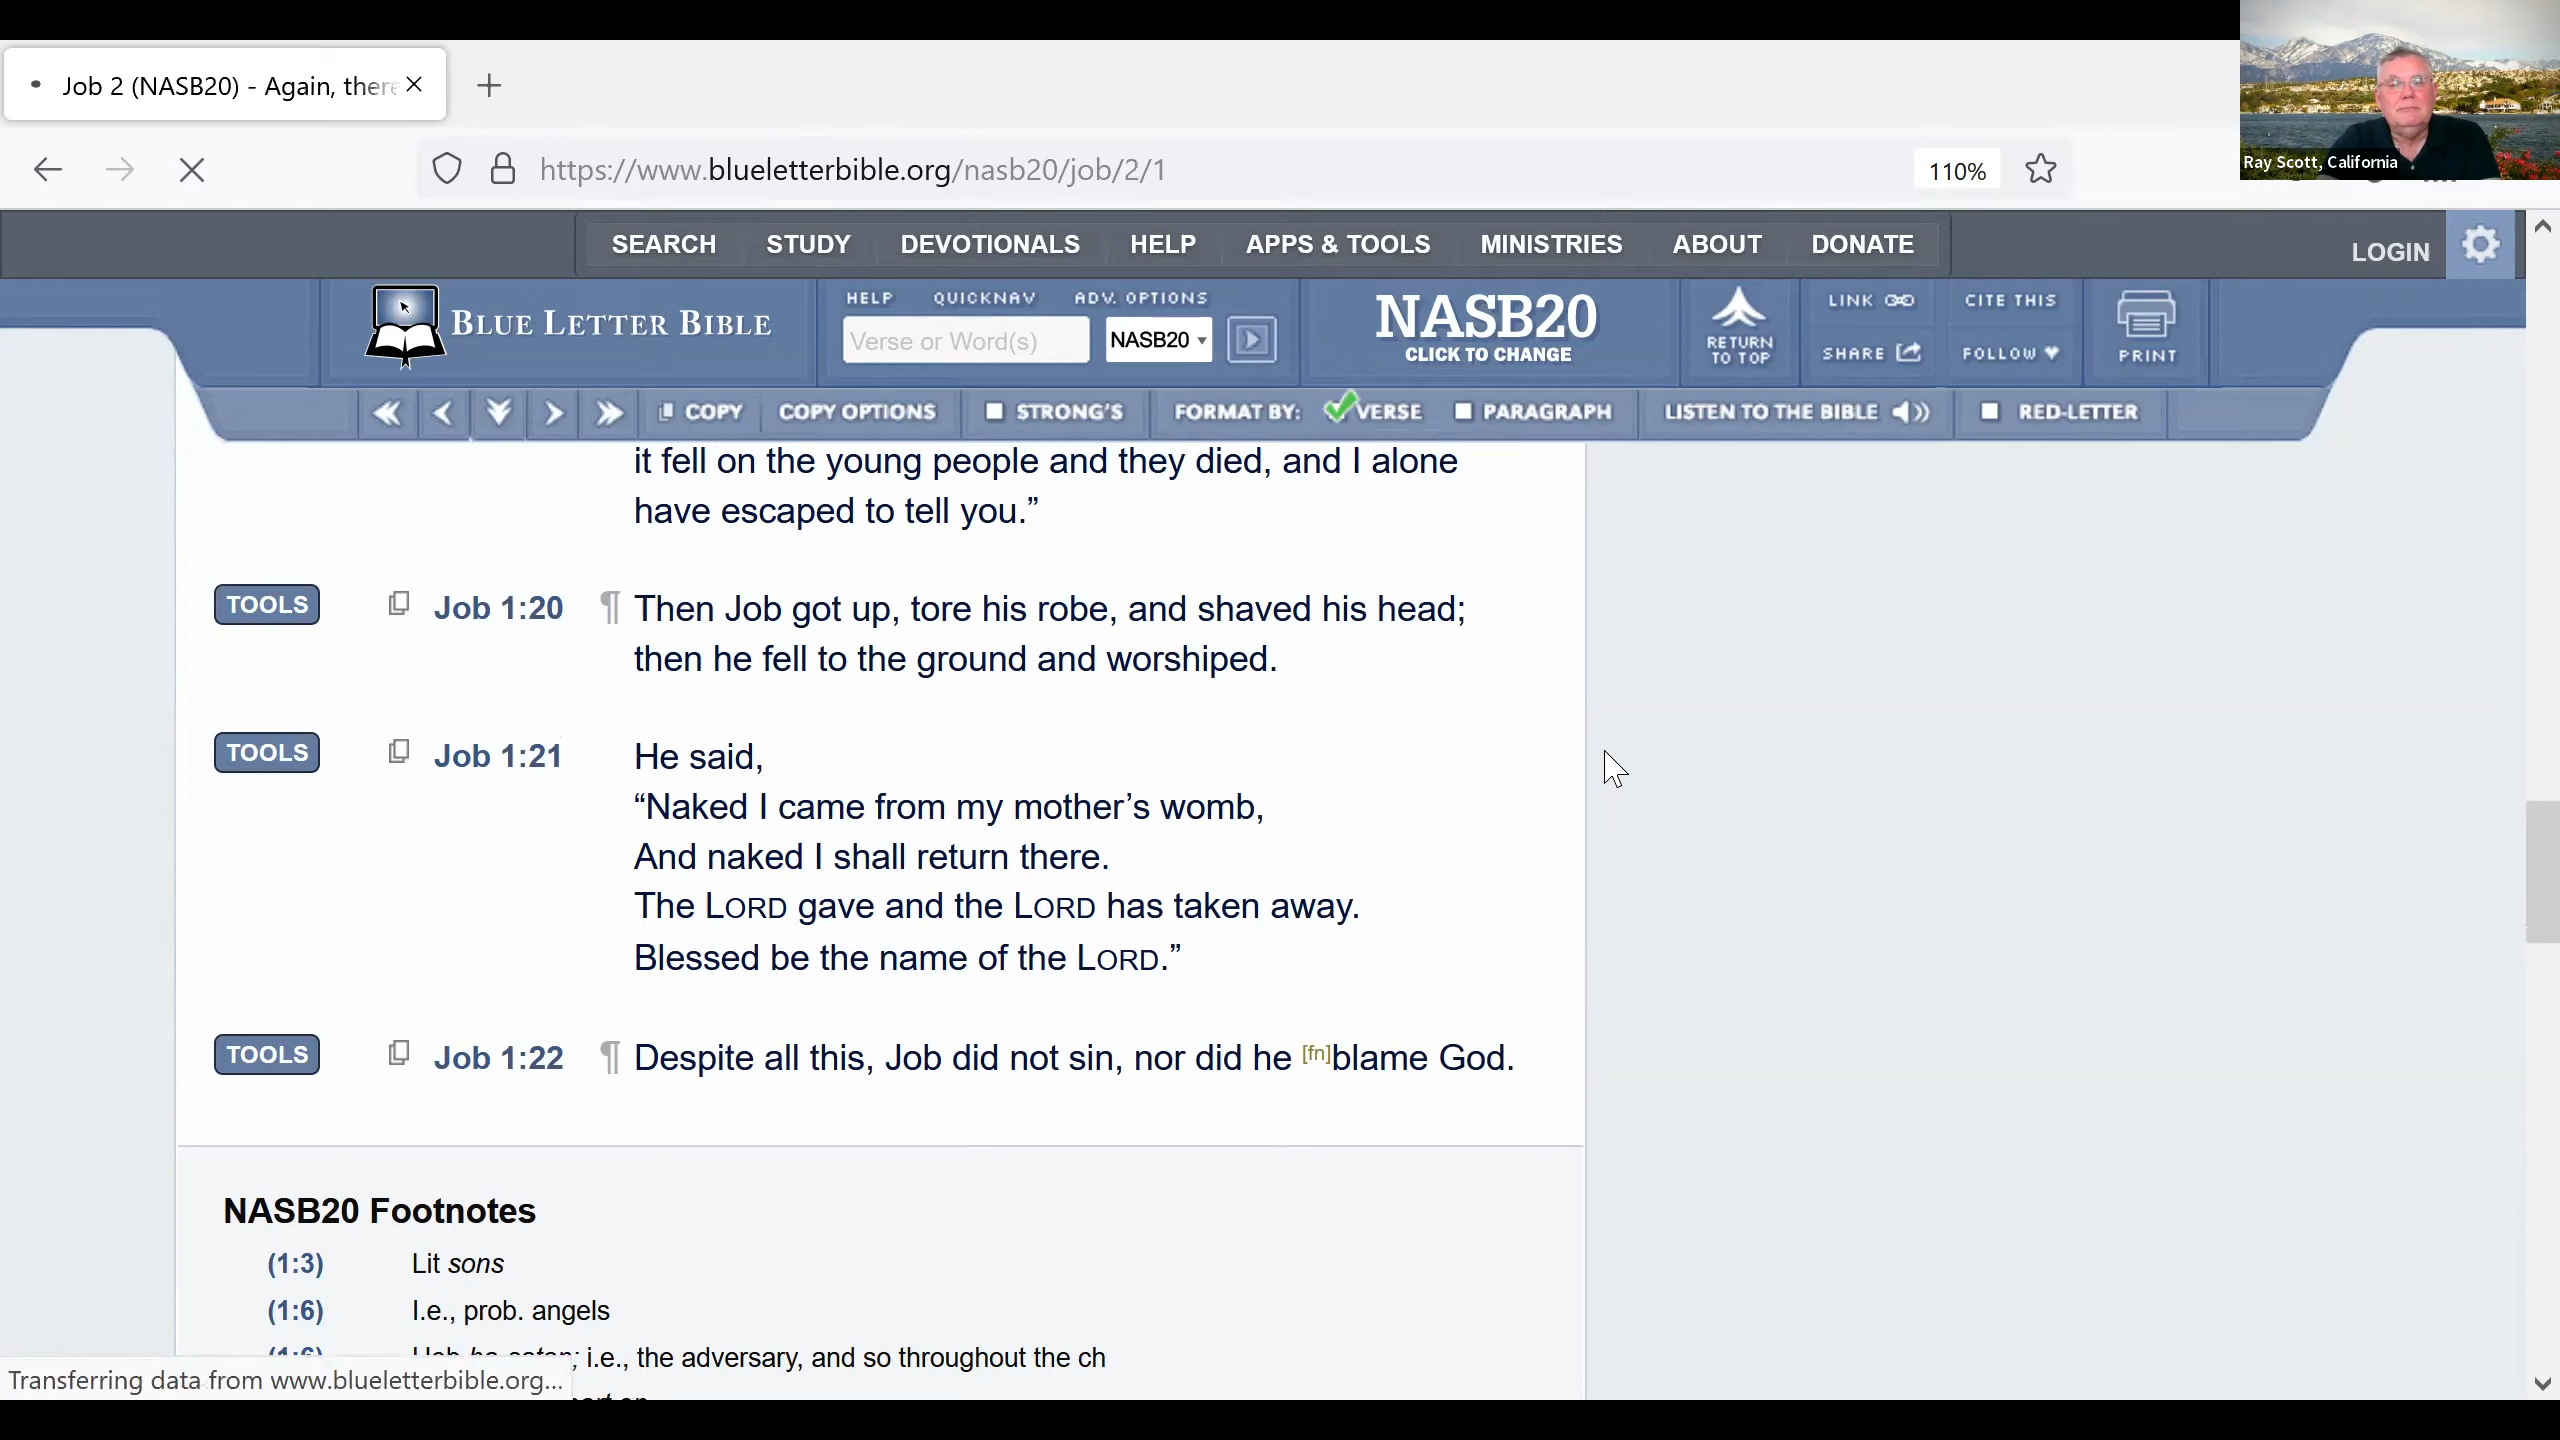 Job 2 (NASB20) - Again, there
Ray Scott, California
https://www.blueletterbible.org/nasb20/job/2/1
110%
SEARCH STUDY DEVOTIONALS HELP APPS & TOOLS MINISTRIES ABOUT DONATE
LOGIN
BLUE LETTER BIBLE
HELP QUICKNAV ADV. OPTIONS
Verse or Word(s)
NASB20
NASB20
CLICK TO CHANGE
RETURN
TO TOP
LINK
CITE THIS
SHARE
FOLLOW
PRINT
COPY COPY OPTIONS STRONG'S FORMAT BY: VERSE PARAGRAPH LISTEN TO THE BIBLE RED-LETTER
it fell on the young people and they died, and I alone
have escaped to tell you.”
TOOLS Job 1:20 ¶ Then Job got up, tore his robe, and shaved his head;
then he fell to the ground and worshiped.
TOOLS Job 1:21 He said,
“Naked I came from my mother’s womb,
And naked I shall return there.
The LORD gave and the LORD has taken away.
Blessed be the name of the LORD.”
TOOLS Job 1:22 ¶ Despite all this, Job did not sin, nor did he [fn]blame God.
NASB20 Footnotes
(1:3) Lit sons
(1:6) I.e., prob. angels
(1:6) i.e., the adversary, and so throughout the ch
Transferring data from www.blueletterbible.org...